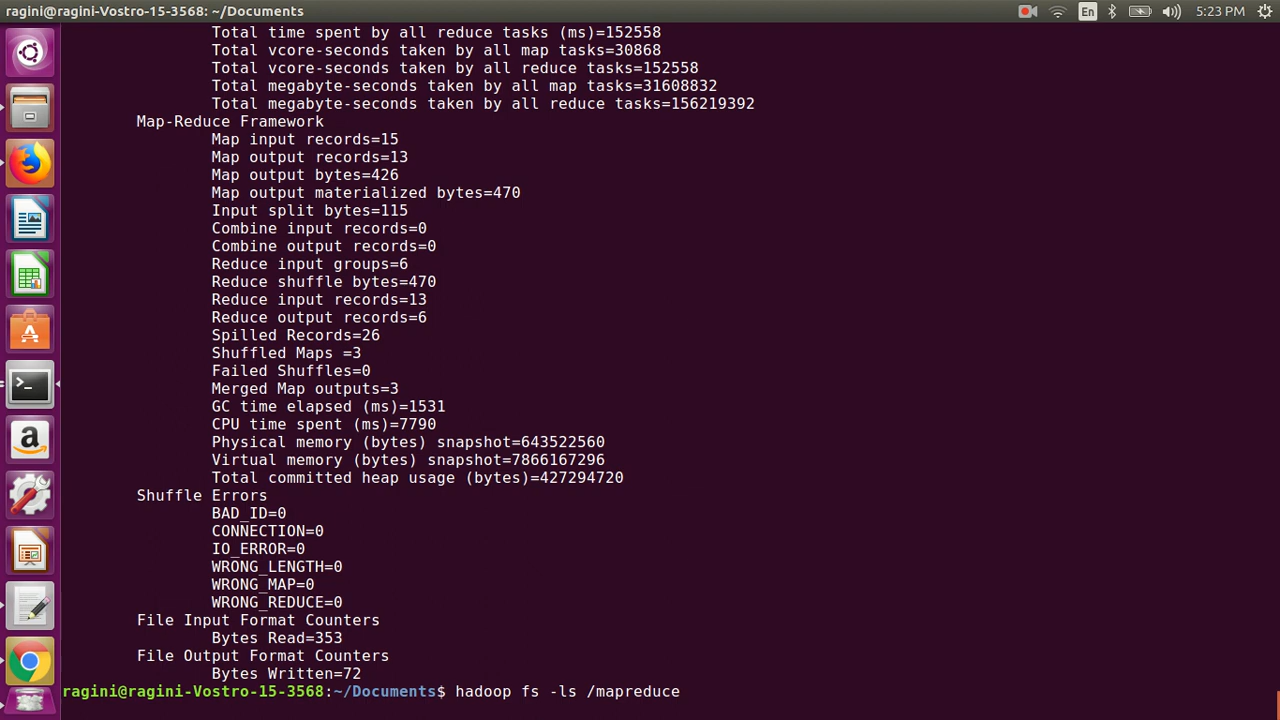 ragini@ragini-Vostro-15-3568: ~/Documents
En
5:23 PM
Total time spent by all reduce tasks (ms)=152558
Total vcore-seconds taken by all map tasks=30868
Total vcore-seconds taken by all reduce tasks=152558
Total megabyte-seconds taken by all map tasks=31608832
Total megabyte-seconds taken by all reduce tasks=156219392
Map-Reduce Framework
Map input records=15
Map output records=13
Map output bytes=426
Map output materialized bytes=470
Input split bytes=115
Combine input records=0
Combine output records=0
Reduce input groups=6
Reduce shuffle bytes=470
Reduce input records=13
Reduce output records=6
Spilled Records=26
Shuffled Maps =3
Failed Shuffles=0
Merged Map outputs=3
GC time elapsed (ms)=1531
CPU time spent (ms)=7790
Physical memory (bytes) snapshot=643522560
Virtual memory (bytes) snapshot=7866167296
Total committed heap usage (bytes)=427294720
Shuffle Errors
BAD_ID=0
CONNECTION=0
IO_ERROR=0
WRONG_LENGTH=0
WRONG_MAP=0
WRONG_REDUCE=0
File Input Format Counters
Bytes Read=353
File Output Format Counters
Bytes Written=72
ragini@ragini-Vostro-15-3568:~/Documents$ hadoop fs -ls /mapreduce